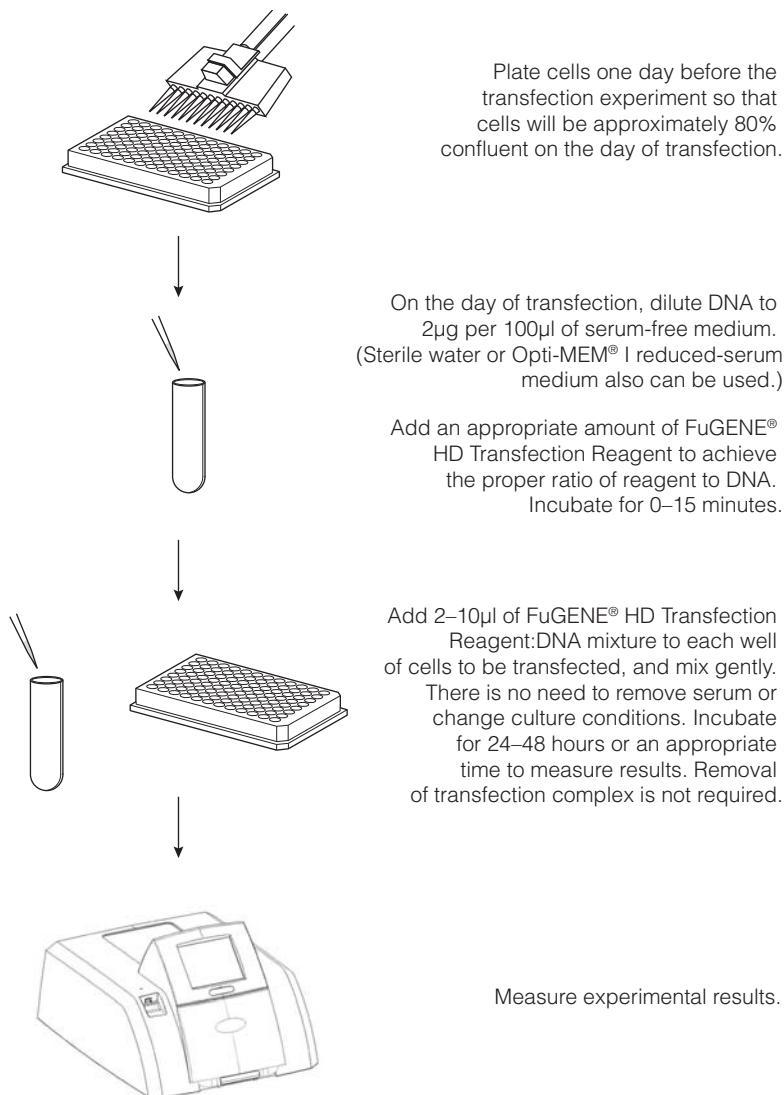 Plate cells one day before the
transfection experiment so that
cells will be approximately 80%
confluent on the day of transfection.
On the day of transfection, dilute DNA to
2µg per 100µl of serum-free medium.
(Sterile water or Opti-MEM® I reduced-serum
medium also can be used.)
Add an appropriate amount of FuGENE®
HD Transfection Reagent to achieve
the proper ratio of reagent to DNA.
Incubate for 0–15 minutes.
Add 2–10µl of FuGENE® HD Transfection
Reagent:DNA mixture to each well
of cells to be transfected, and mix gently.
There is no need to remove serum or
change culture conditions. Incubate
for 24–48 hours or an appropriate
time to measure results. Removal
of transfection complex is not required.
Measure experimental results.